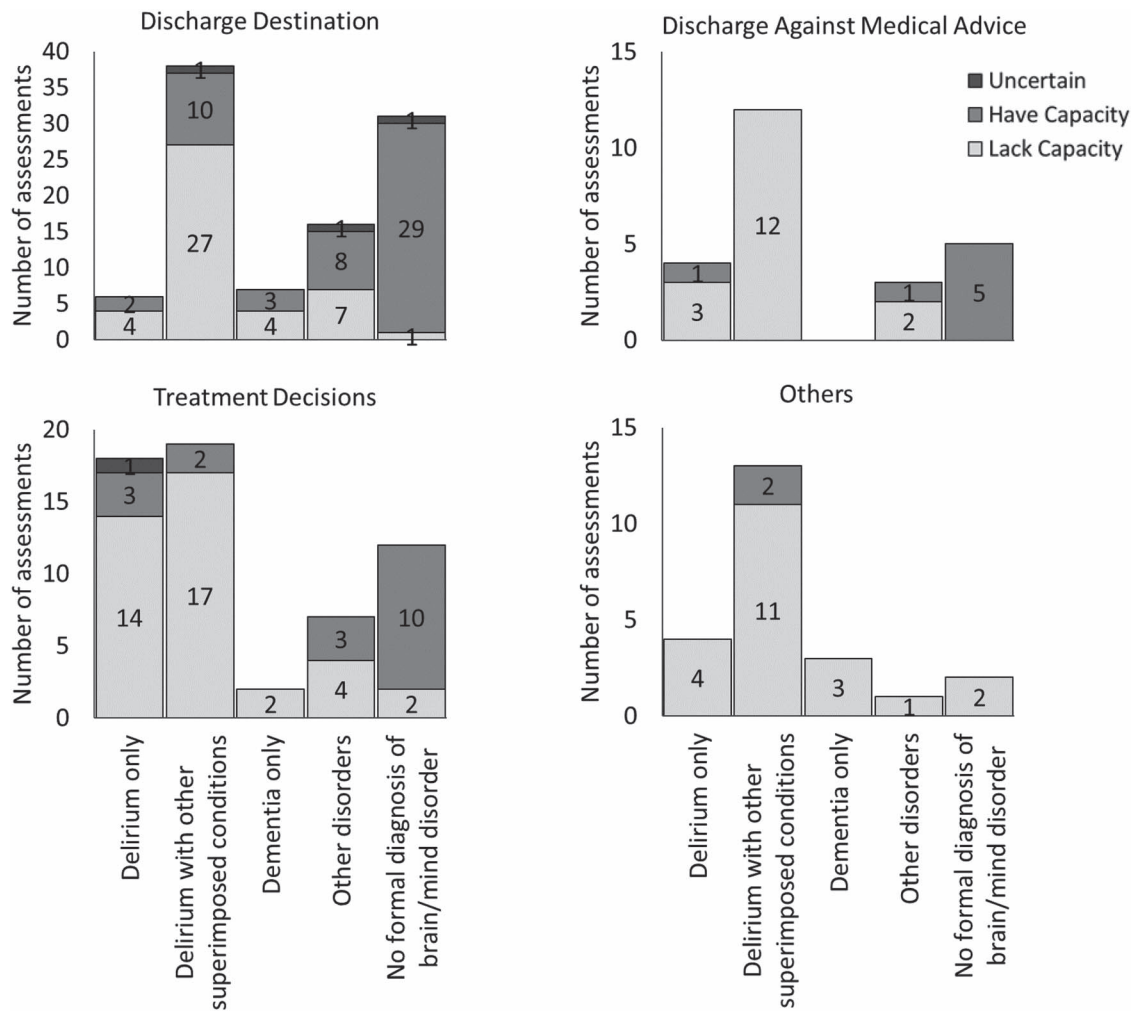 Discharge Destination
Number of assessments
40
35
30
25
20
15
10
5
0
2
4
1
10
27
3
4
1
8
7
1
29
1
Discharge Against Medical Advice
Number of assessments
15
10
5
0
1
3
12
1
2
5
Uncertain
Have Capacity
Lack Capacity
Treatment Decisions
Number of assessments
20
15
10
5
0
1
3
14
2
17
2
3
4
10
2
Delirium only
Delirium with other
superimposed conditions
Dementia only
Other disorders
No formal diagnosis of
brain/mind disorder
Others
Number of assessments
15
10
5
0
4
2
11
3
1
2
Delirium only
Delirium with other
superimposed conditions
Dementia only
Other disorders
No formal diagnosis of
brain/mind disorder